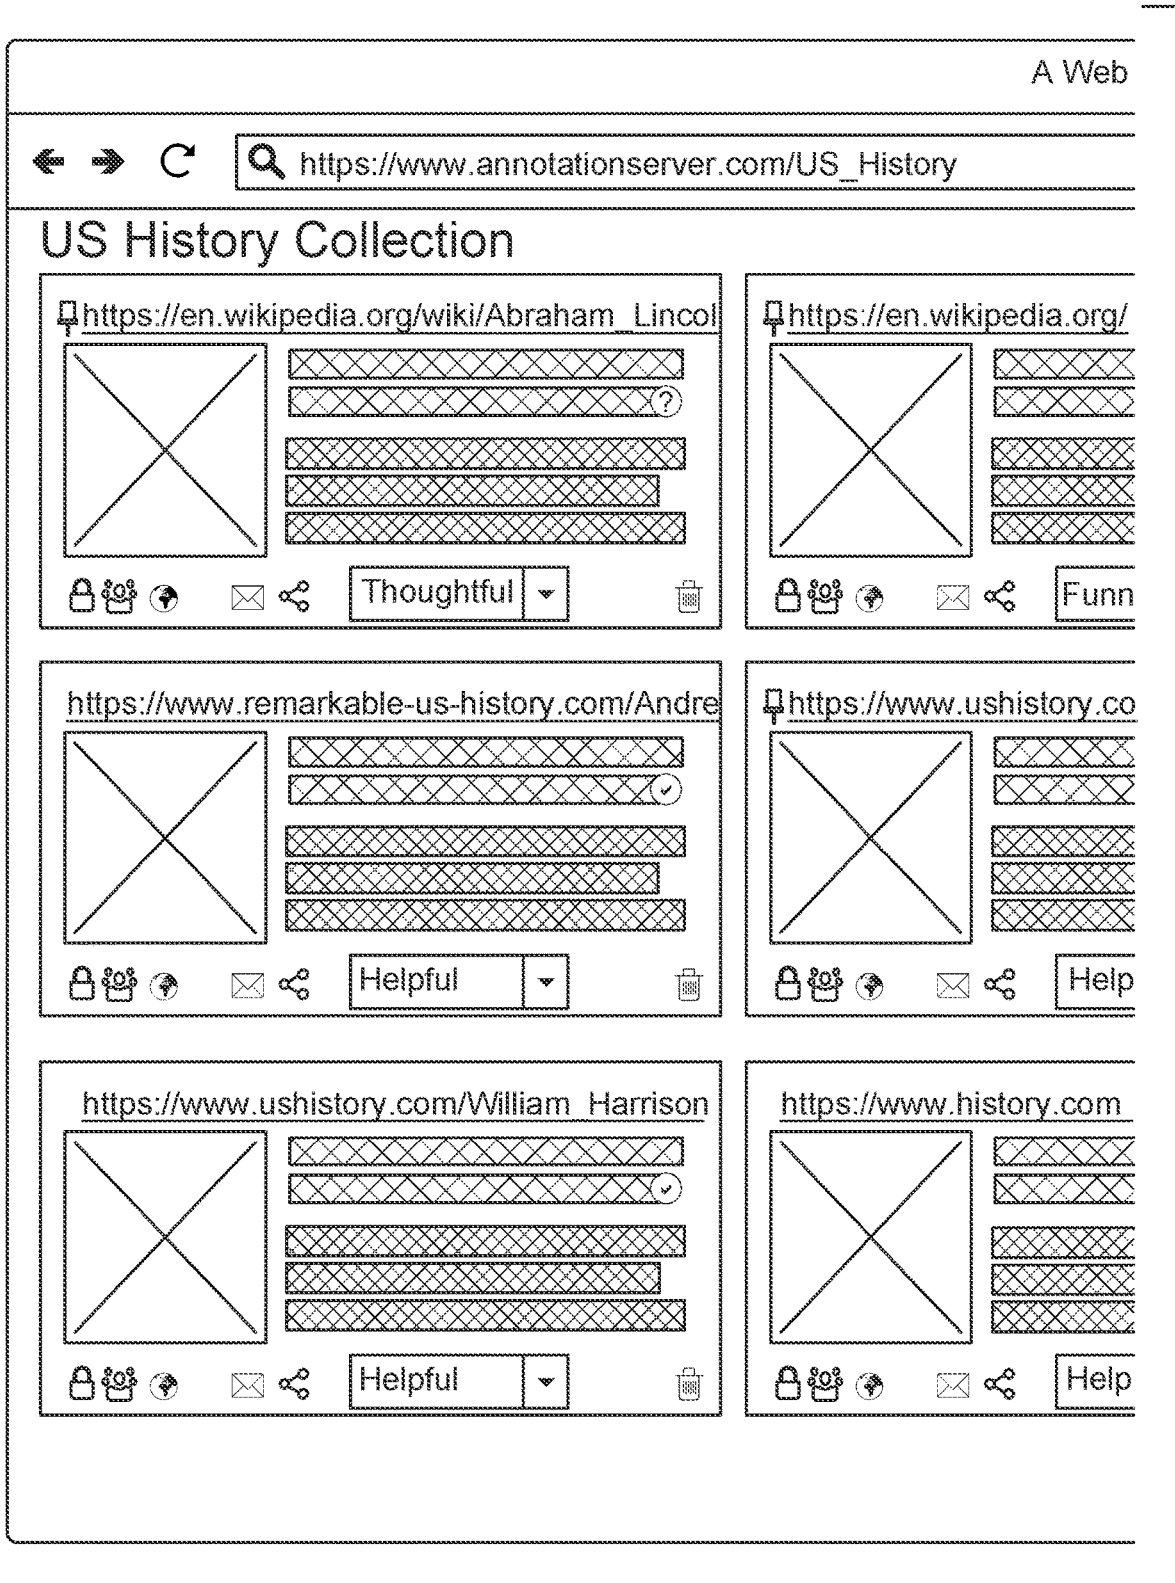 A Web
https://www.annotationserver.com/US_History
US History Collection
https://en.wikipedia.org/wiki/Abraham_Lincol
https://en.wikipedia.org/
?
Thoughtful
Funn
https://www.remarkable-us-history.com/Andre
https://www.ushistory.co
Helpful
Help
https://www.ushistory.com/William_Harrison
https://www.history.com
Helpful
Help